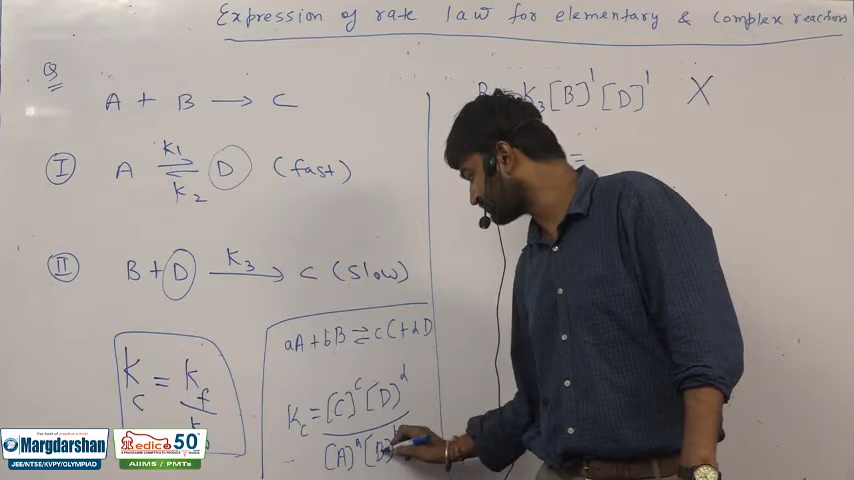 Expression of rate law for elementary & complex reactions
Q
A + B → C
I A ⇌ D (fast)
K1
K2
II B + D → C (slow)
K3
Kc = Kf
aA + bB ⇌ cC + dD
Kc = [C]^c [D]^d
[A]^a [B]
K3 [B]^1 [D]^1 X
=
Margdarshan
JEE/NTSE/KVPY/OLYMPIAD
Medico 50
AIIMS / PMTs